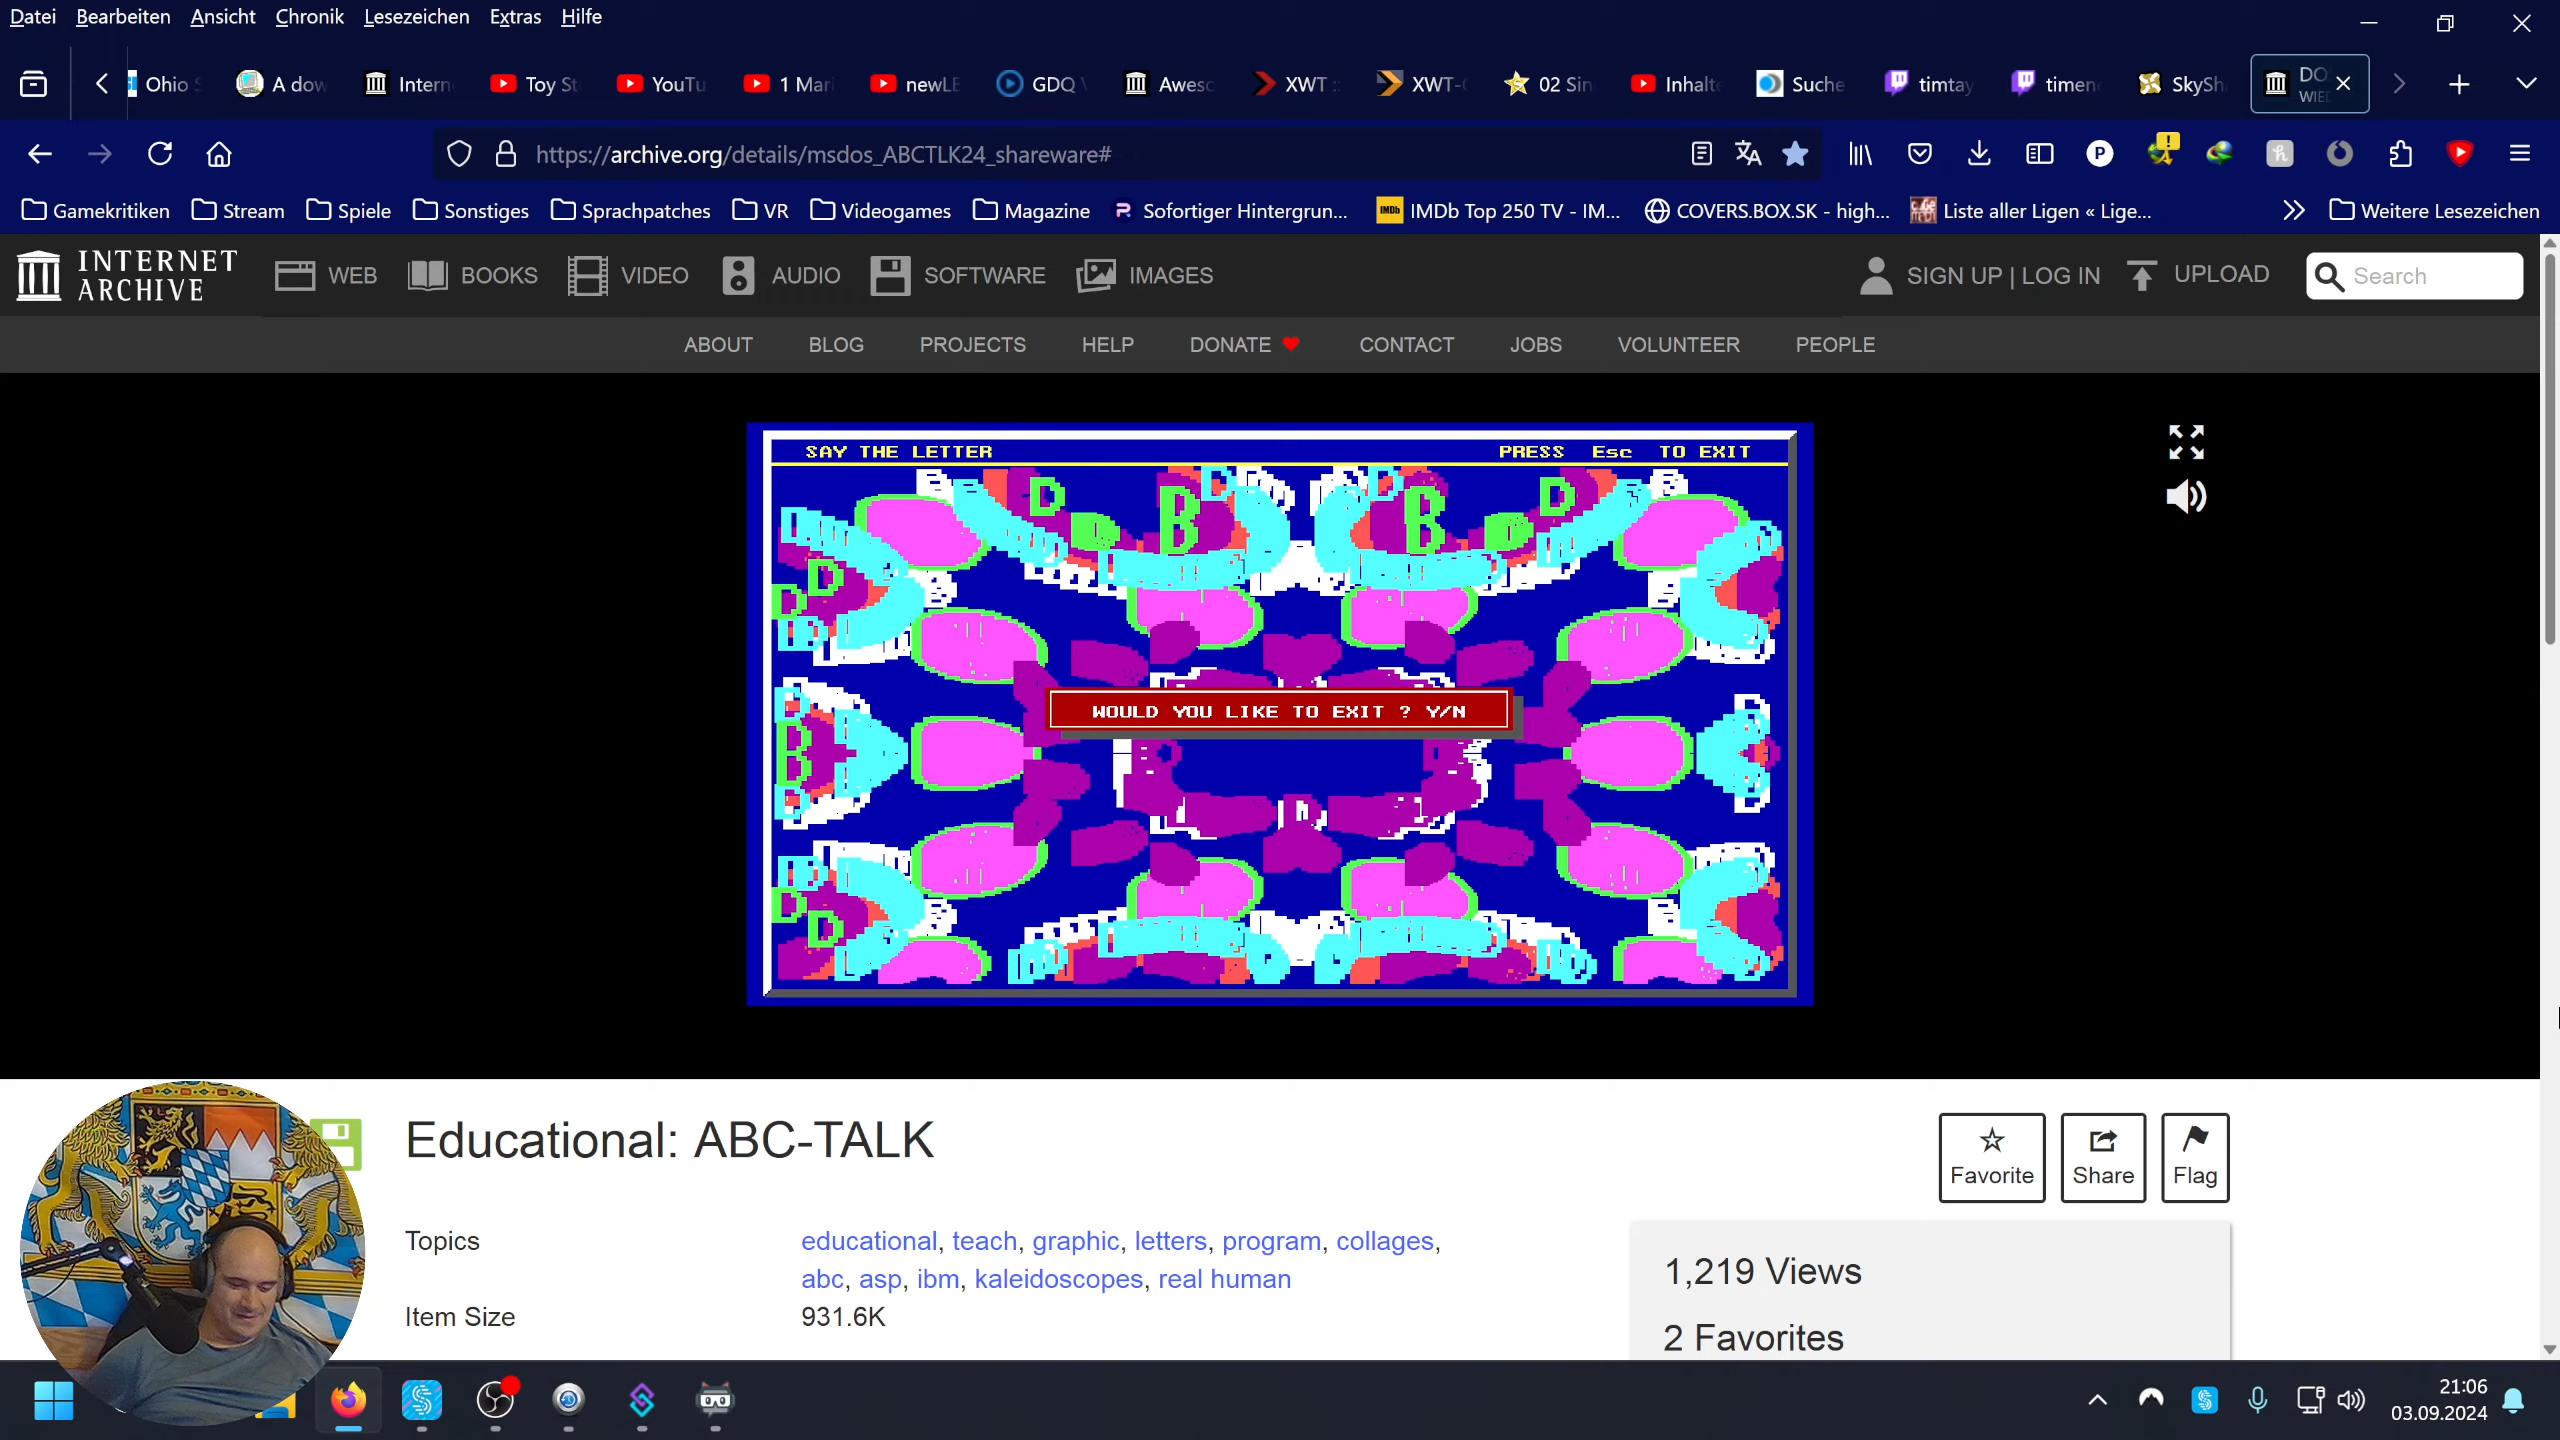 Datei Bearbeiten Ansicht Chronik Lesezeichen Extras Hilfe
Ohio A dow Intern Toy St YouTu 1 Mari newLE GDQ Aweso XWT : XWT- 02 Sin Inhalt Suche timtay timen SkySh DO
WIE
https://archive.org/details/msdos_ABCTLK24_shareware#
Gamekritiken Stream Spiele Sonstiges Sprachpatches VR Videogames Magazine Sofortiger Hintergrun... IMDb Top 250 TV - IM... COVERS.BOX.SK - high... Liste aller Ligen « Lige... Weitere Lesezeichen
INTERNET
ARCHIVE
WEB BOOKS VIDEO AUDIO SOFTWARE IMAGES SIGN UP | LOG IN UPLOAD Search
ABOUT BLOG PROJECTS HELP DONATE CONTACT JOBS VOLUNTEER PEOPLE
SAY THE LETTER PRESS Esc TO EXIT
WOULD YOU LIKE TO EXIT ? Y/N
Educational: ABC-TALK
Favorite Share Flag
Topics educational, teach, graphic, letters, program, collages,
abc, asp, ibm, kaleidoscopes, real human
Item Size 931.6K
1,219 Views
2 Favorites
21:06
03.09.2024